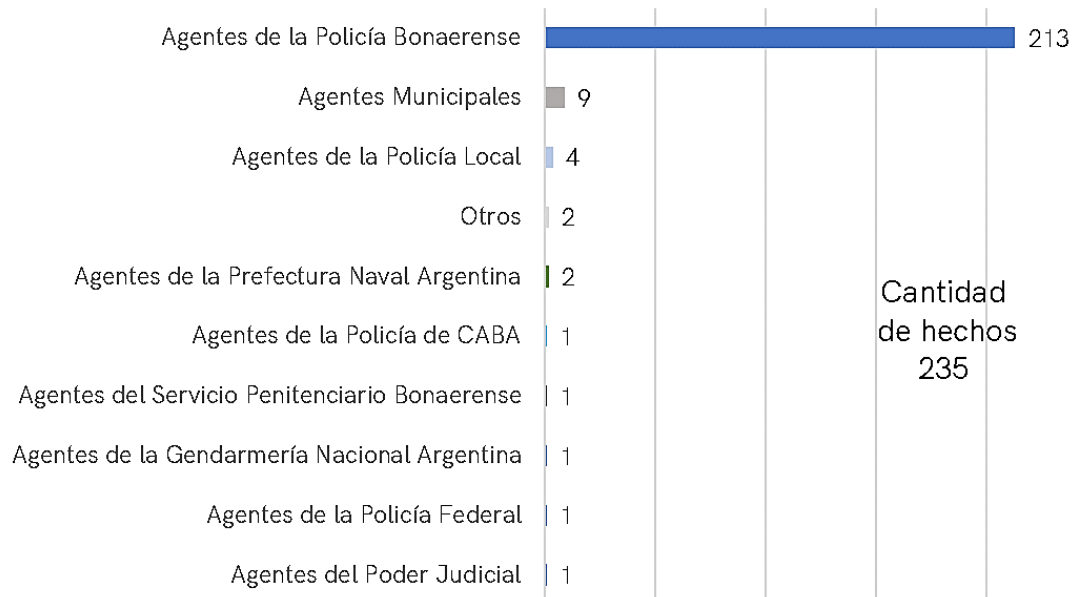 Agentes de la Policía Bonaerense 213
Agentes Municipales 9
Agentes de la Policía Local 4
Otros 2
Agentes de la Prefectura Naval Argentina 2
Agentes de la Policía de CABA 1
Agentes del Servicio Penitenciario Bonaerense 1
Agentes de la Gendarmería Nacional Argentina 1
Agentes de la Policía Federal 1
Agentes del Poder Judicial 1
Cantidad
de hechos
235